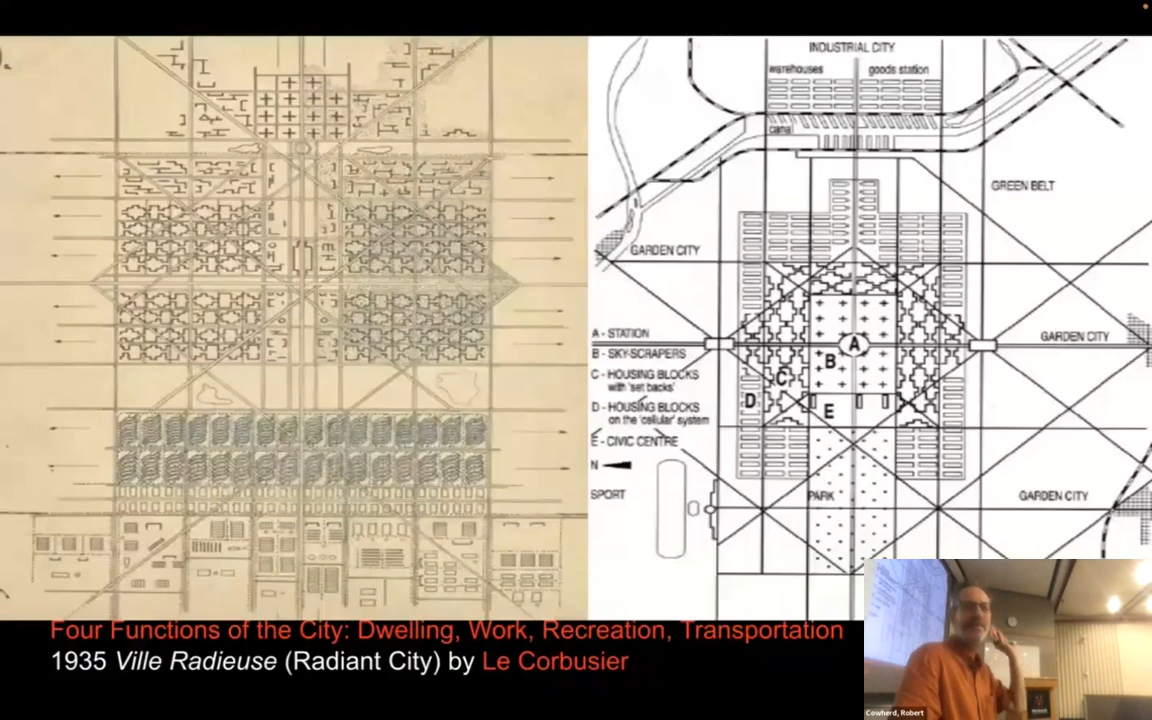 INDUSTRIAL CITY
warehouses goods station
canal
GREEN BELT
GARDEN CITY
A - STATION
B - SKY-SCRAPERS
C - HOUSING BLOCKS
with 'set backs'
D - HOUSING BLOCKS
on the 'cellular' system
E - CIVIC CENTRE
N
SPORT
GARDEN CITY
A
B
C
D
E
PARK
GARDEN CITY
Four Functions of the City: Dwelling, Work, Recreation, Transportation
1935 Ville Radieuse (Radiant City) by Le Corbusier
Cowherd, Robert